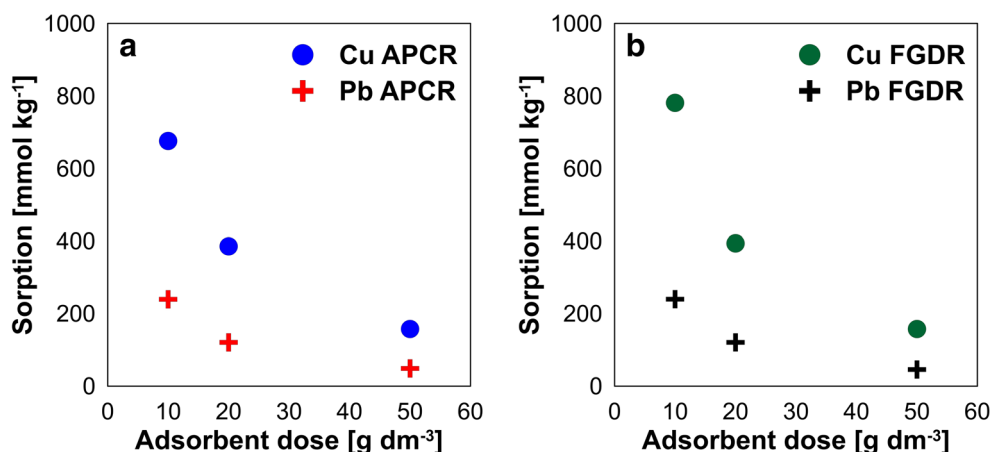 a
Cu APCR
Pb APCR
Sorption [mmol kg-1]
1000
800
600
400
200
0
0 10 20 30 40 50 60
Adsorbent dose [g dm-3]
b
Cu FGDR
Pb FGDR
Sorption [mmol kg-1]
1000
800
600
400
200
0
0 10 20 30 40 50 60
Adsorbent dose [g dm-3]